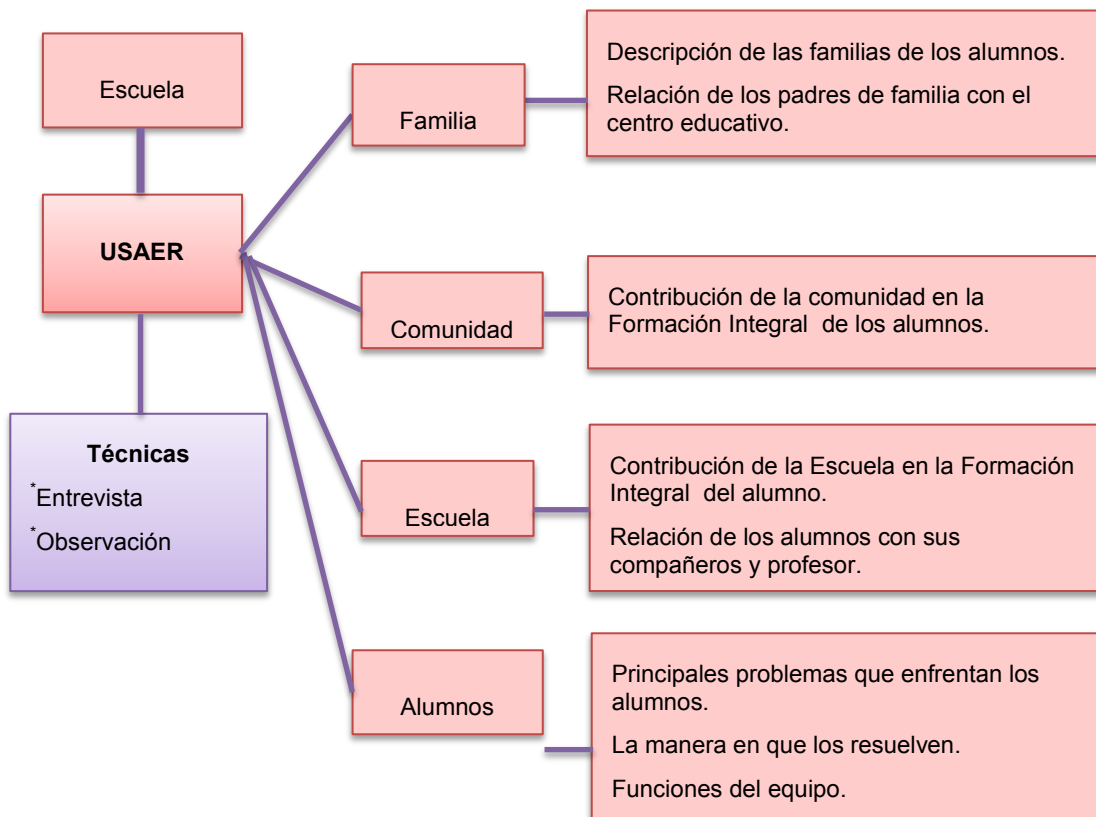 Escuela
USAER
Técnicas
*Entrevista
*Observación
Familia
Descripción de las familias de los alumnos.
Relación de los padres de familia con el
centro educativo.
Comunidad
Contribución de la comunidad en la
Formación Integral de los alumnos.
Escuela
Contribución de la Escuela en la Formación
Integral del alumno.
Relación de los alumnos con sus
compañeros y profesor.
Alumnos
Principales problemas que enfrentan los
alumnos.
La manera en que los resuelven.
Funciones del equipo.